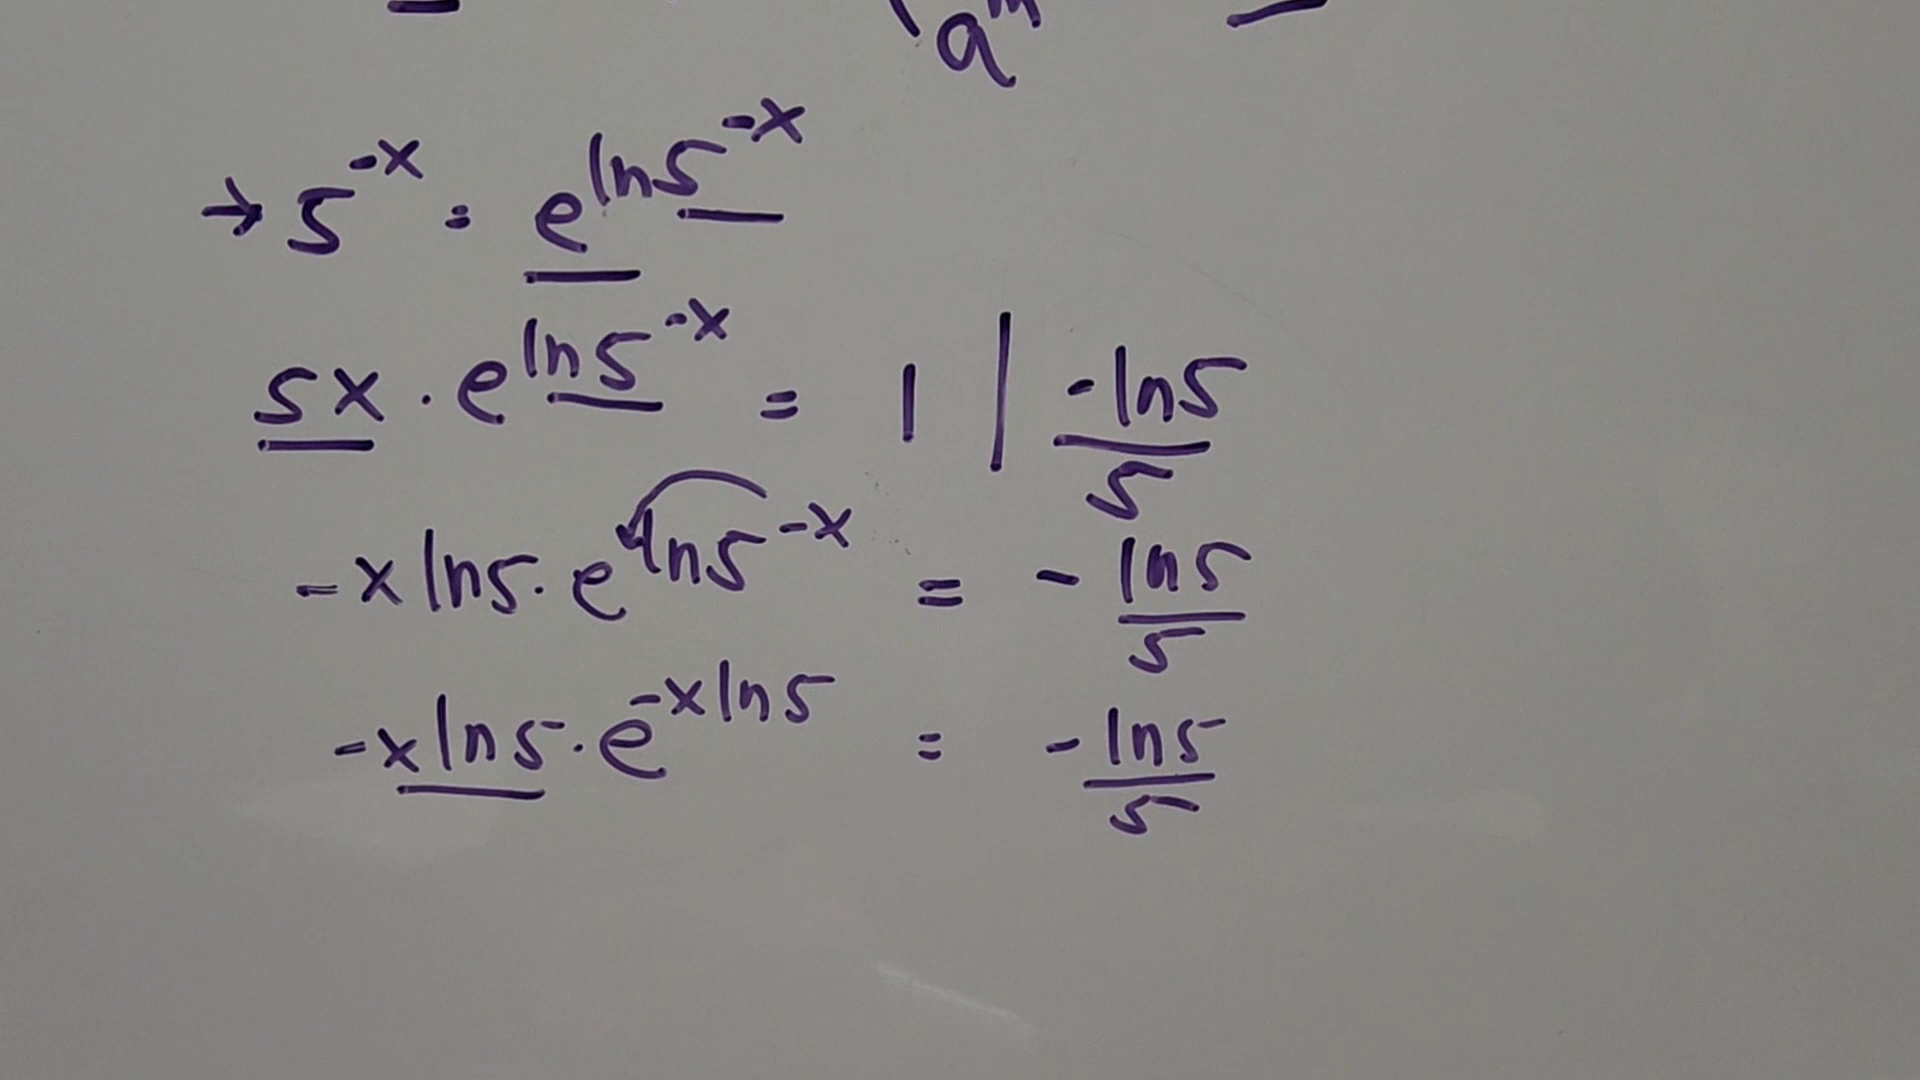 a^m
→ 5^-x = e^ln5^-x
5x · e^ln5^-x = 1 | -ln5/5
-x ln5 · e^ln5^-x = - ln5/5
-x ln5 · e^-x ln5 = - ln5/5